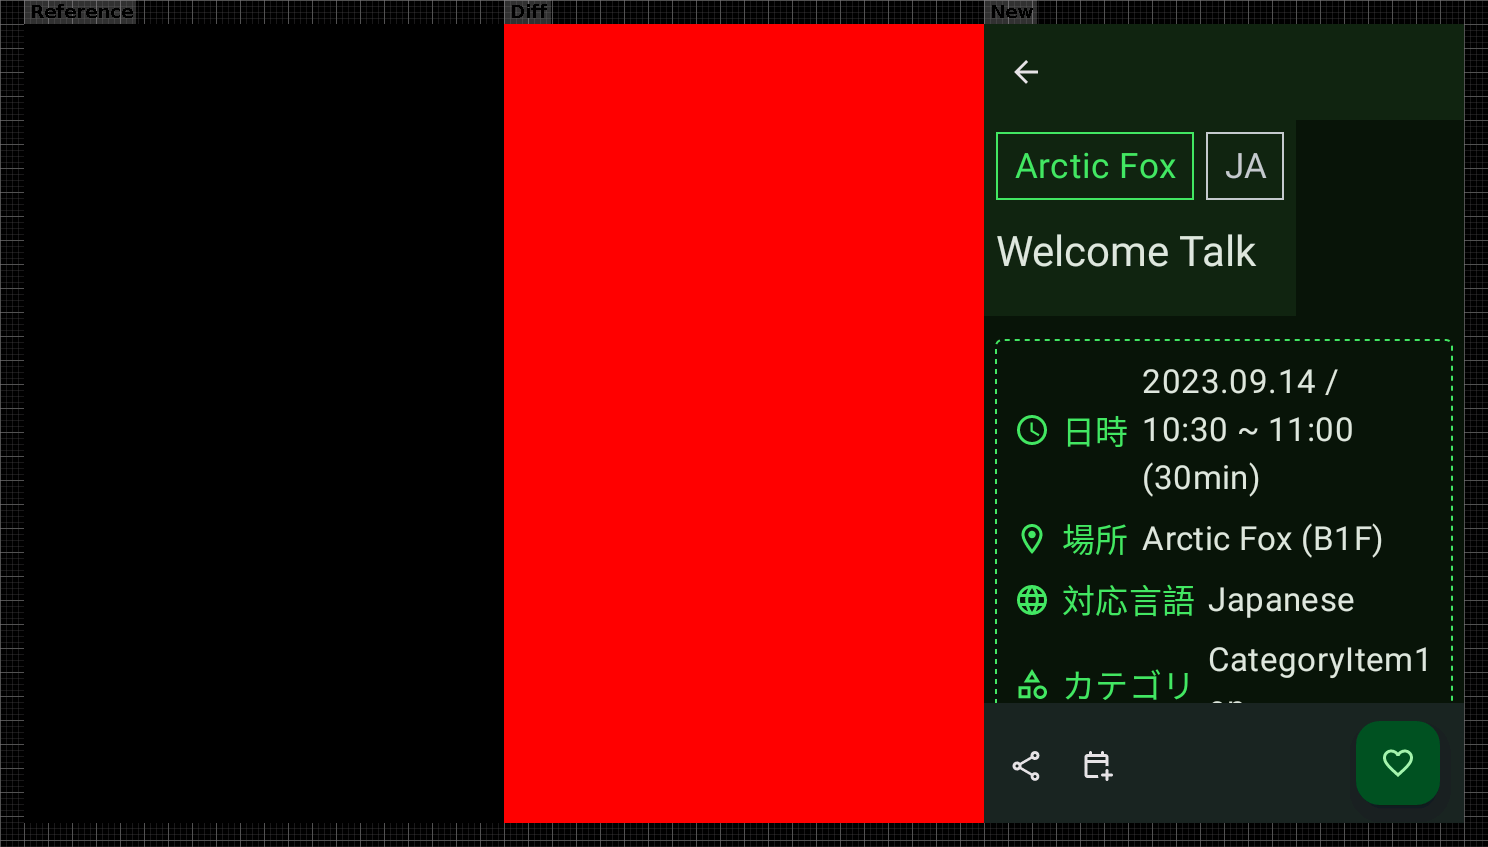 Reference
Diff
New
Arctic Fox
JA
Welcome Talk
日時
2023.09.14 /
10:30 ~ 11:00
(30min)
場所
Arctic Fox (B1F)
対応言語
Japanese
カテゴリ
CategoryItem1